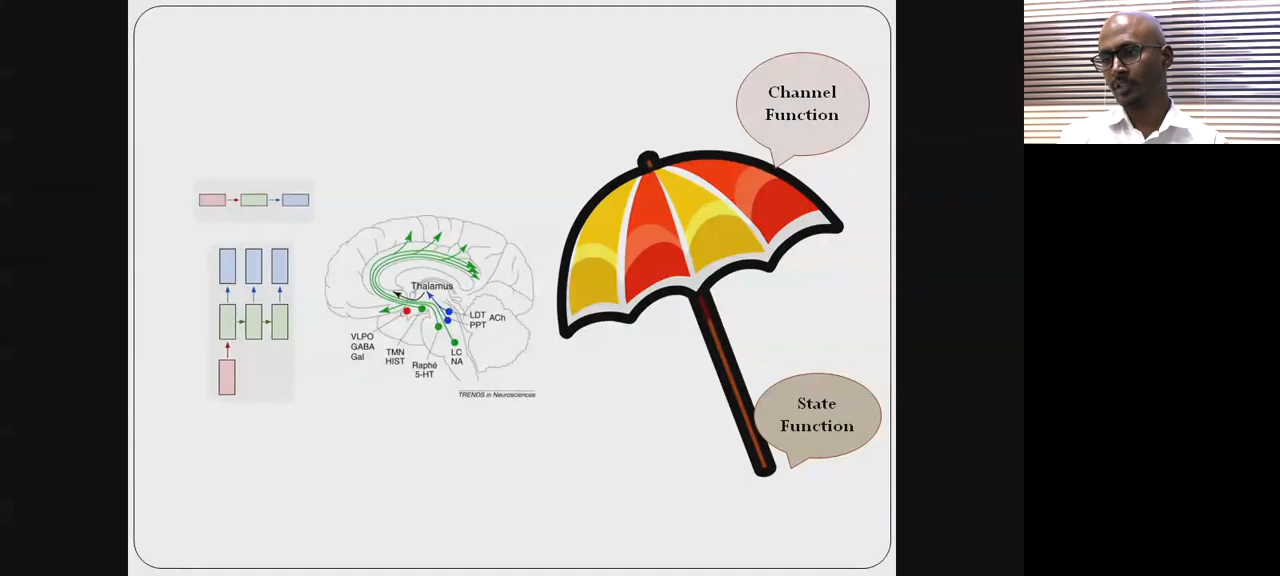 Channel
Function
Thalamus
LDT
PPT
ACh
VLPO
GABA
Gal
TMN
HIST
Raphé
5-HT
LC
NA
TRENDS in Neurosciences
State
Function